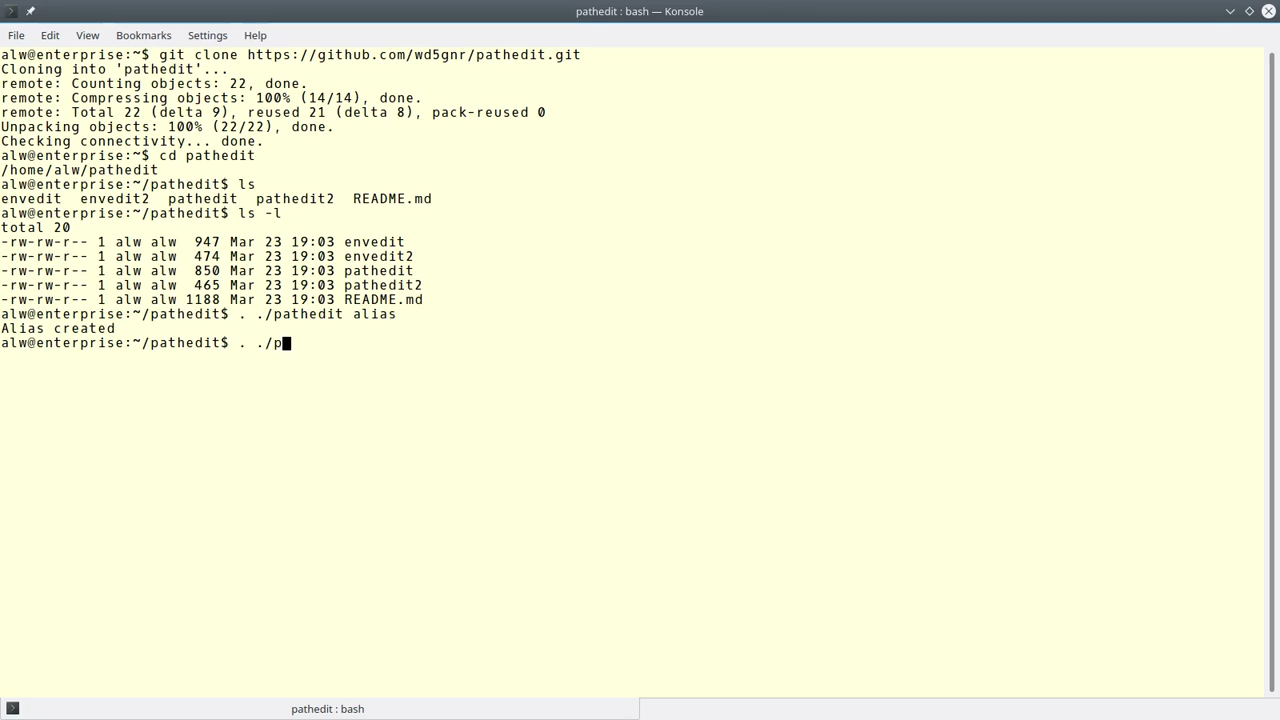 pathedit : bash — Konsole
File Edit View Bookmarks Settings Help
alw@enterprise:~$ git clone https://github.com/wd5gnr/pathedit.git
Cloning into 'pathedit'...
remote: Counting objects: 22, done.
remote: Compressing objects: 100% (14/14), done.
remote: Total 22 (delta 9), reused 21 (delta 8), pack-reused 0
Unpacking objects: 100% (22/22), done.
Checking connectivity... done.
alw@enterprise:~$ cd pathedit
/home/alw/pathedit
alw@enterprise:~/pathedit$ ls
envedit  envedit2  pathedit  pathedit2  README.md
alw@enterprise:~/pathedit$ ls -l
total 20
-rw-rw-r-- 1 alw alw  947 Mar 23 19:03 envedit
-rw-rw-r-- 1 alw alw  474 Mar 23 19:03 envedit2
-rw-rw-r-- 1 alw alw  850 Mar 23 19:03 pathedit
-rw-rw-r-- 1 alw alw  465 Mar 23 19:03 pathedit2
-rw-rw-r-- 1 alw alw 1188 Mar 23 19:03 README.md
alw@enterprise:~/pathedit$ . ./pathedit alias
Alias created
alw@enterprise:~/pathedit$ . ./p
pathedit : bash